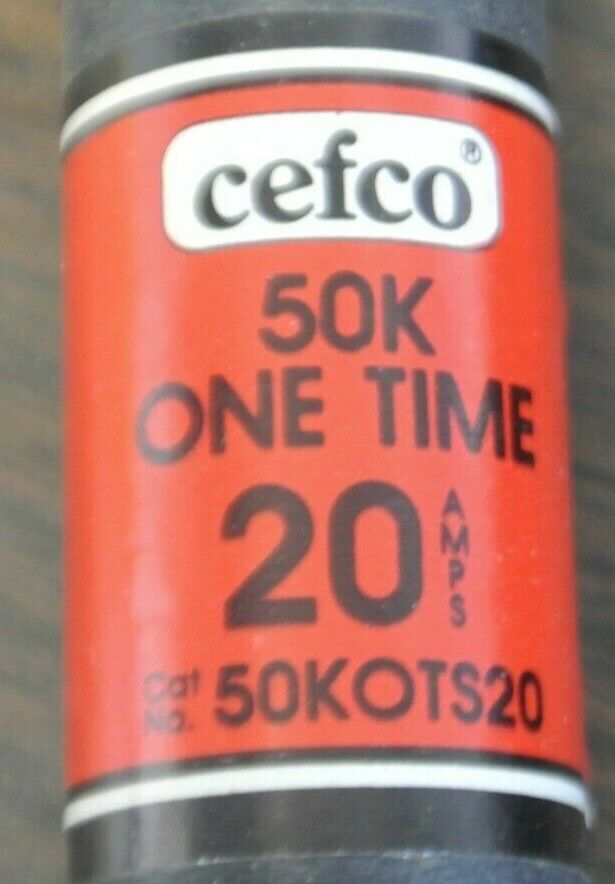 cefco®
50K
ONE TIME
20 AMPS
Cat No. 50KOTS20